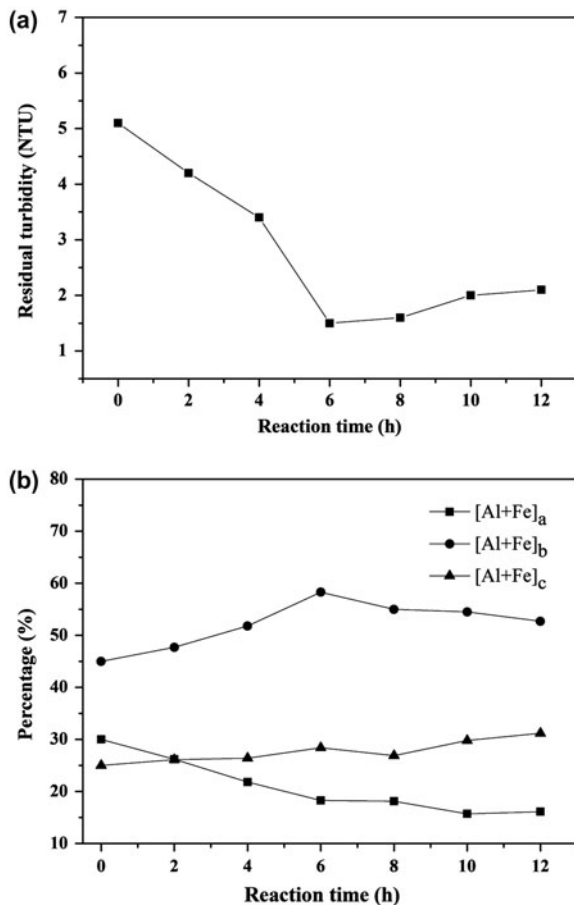 (a)
7
6
5
4
3
2
1
Residual turbidity (NTU)
0 2 4 6 8 10 12
Reaction time (h)
(b)
80
70
60
50
40
30
20
10
Percentage (%)
[Al+Fe]a
[Al+Fe]b
[Al+Fe]c
0 2 4 6 8 10 12
Reaction time (h)